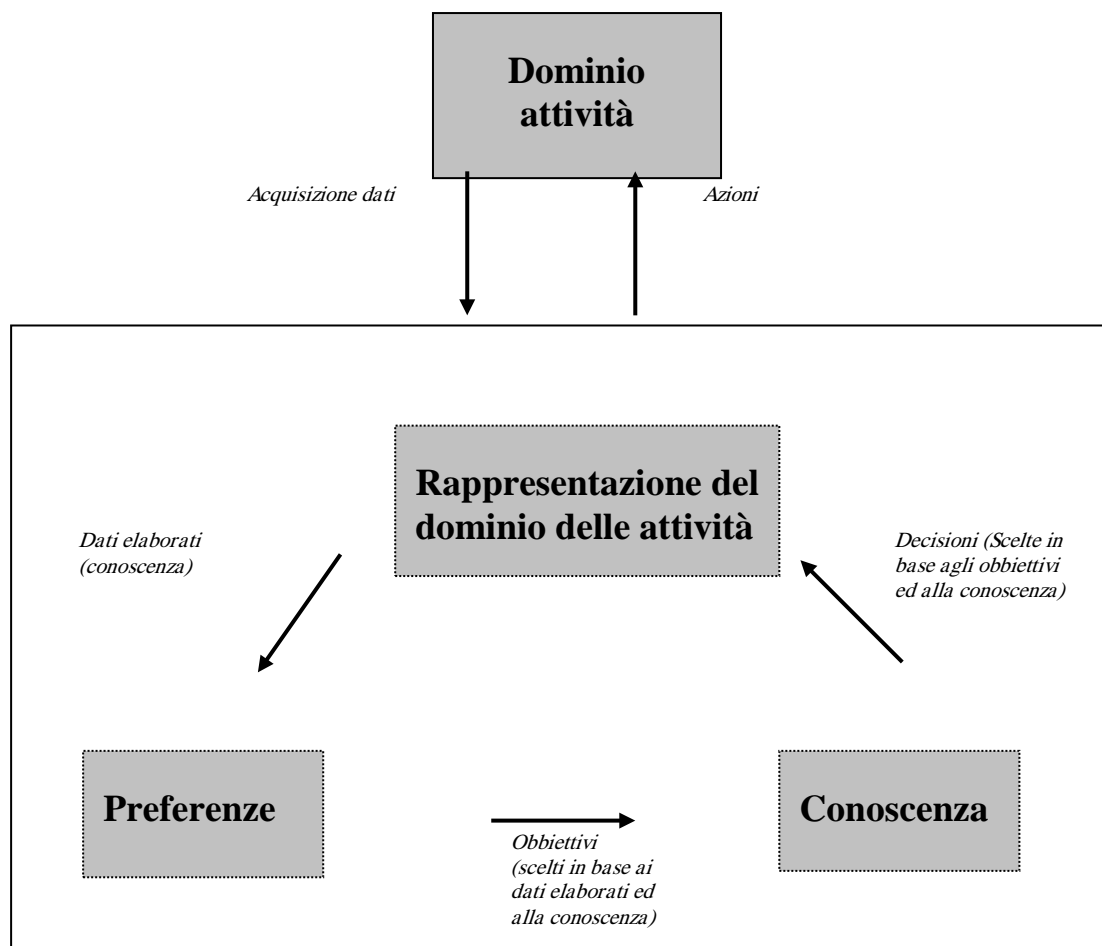 Dominio
attività
Acquisizione dati
Azioni
Rappresentazione del
dominio delle attività
Dati elaborati
(conoscenza)
Decisioni (Scelte in
base agli obbiettivi
ed alla conoscenza)
Preferenze
Conoscenza
Obbiettivi
(scelti in base ai
dati elaborati ed
alla conoscenza)